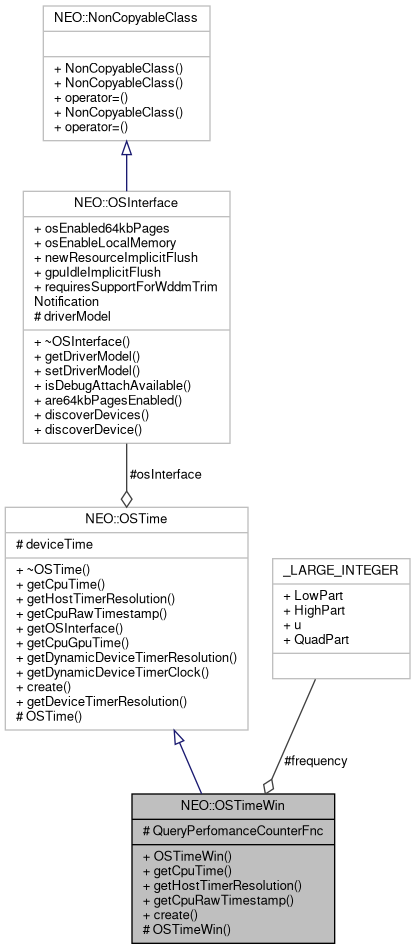 NEO::NonCopyableClass
+ NonCopyableClass()
+ NonCopyableClass()
+ operator=()
+ NonCopyableClass()
+ operator=()
NEO::OSInterface
+ osEnabled64kbPages
+ osEnableLocalMemory
+ newResourceImplicitFlush
+ gpuIdleImplicitFlush
+ requiresSupportForWddmTrim
Notification
# driverModel
+ ~OSInterface()
+ getDriverModel()
+ setDriverModel()
+ isDebugAttachAvailable()
+ are64kbPagesEnabled()
+ discoverDevices()
+ discoverDevice()
#osInterface
NEO::OSTime
# deviceTime
+ ~OSTime()
+ getCpuTime()
+ getHostTimerResolution()
+ getCpuRawTimestamp()
+ getOSInterface()
+ getCpuGpuTime()
+ getDynamicDeviceTimerResolution()
+ getDynamicDeviceTimerClock()
+ create()
+ getDeviceTimerResolution()
# OSTime()
_LARGE_INTEGER
+ LowPart
+ HighPart
+ u
+ QuadPart
#frequency
NEO::OSTimeWin
# QueryPerfomanceCounterFnc
+ OSTimeWin()
+ getCpuTime()
+ getHostTimerResolution()
+ getCpuRawTimestamp()
+ create()
# OSTimeWin()